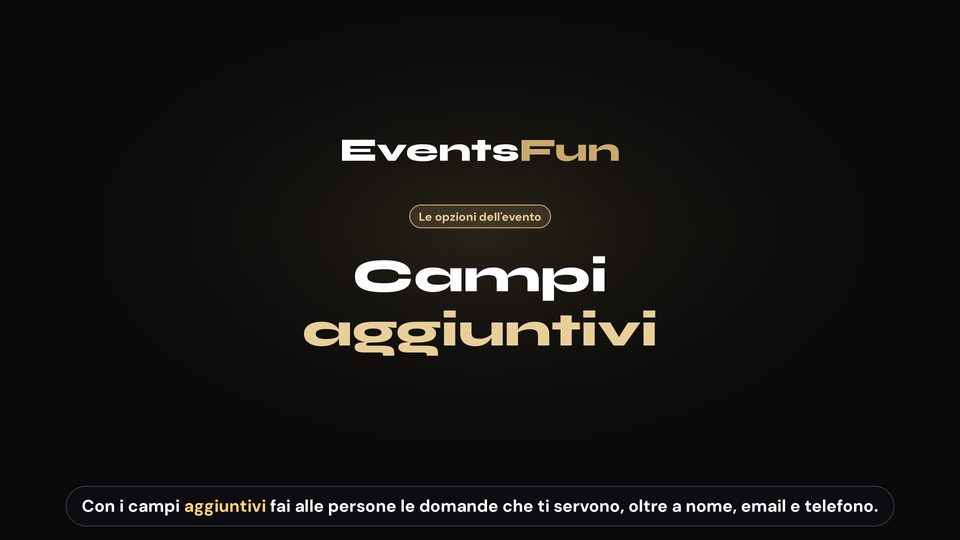 EventsFun
Le opzioni dell'evento
Campi
aggiuntivi
Con i campi aggiuntivi fai alle persone le domande che ti servono, oltre a nome, email e telefono.